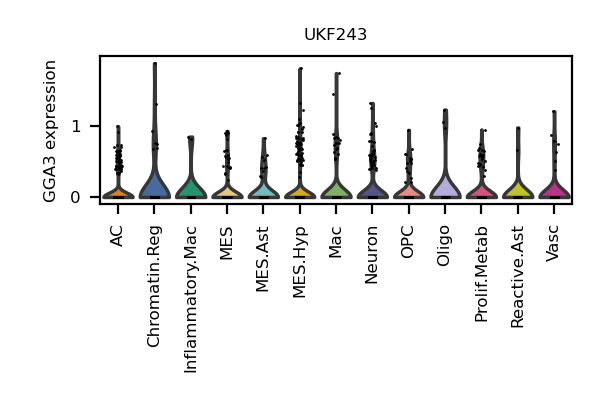 UKF243
GGA3 expression
1
0
AC
Chromatin.Reg
Inflammatory.Mac
MES
MES.Ast
MES.Hyp
Mac
Neuron
OPC
Oligo
Prolif.Metab
Reactive.Ast
Vasc